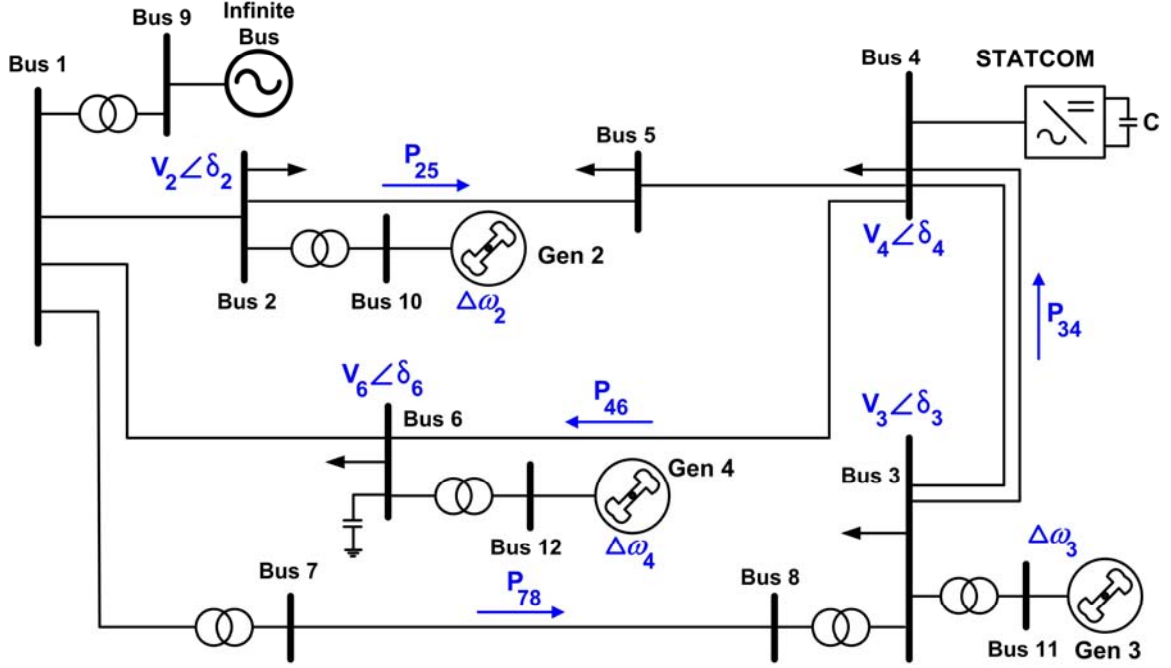 Bus 9
Infinite
Bus
Bus 1
Bus 4
STATCOM
C
V2∠δ2
P25
Bus 5
V4∠δ4
Gen 2
Bus 2
Bus 10
Δω2
P34
V6∠δ6
Bus 6
P46
V3∠δ3
Gen 4
Bus 3
Bus 12
Δω4
Δω3
Bus 7
P78
Bus 8
Bus 11
Gen 3